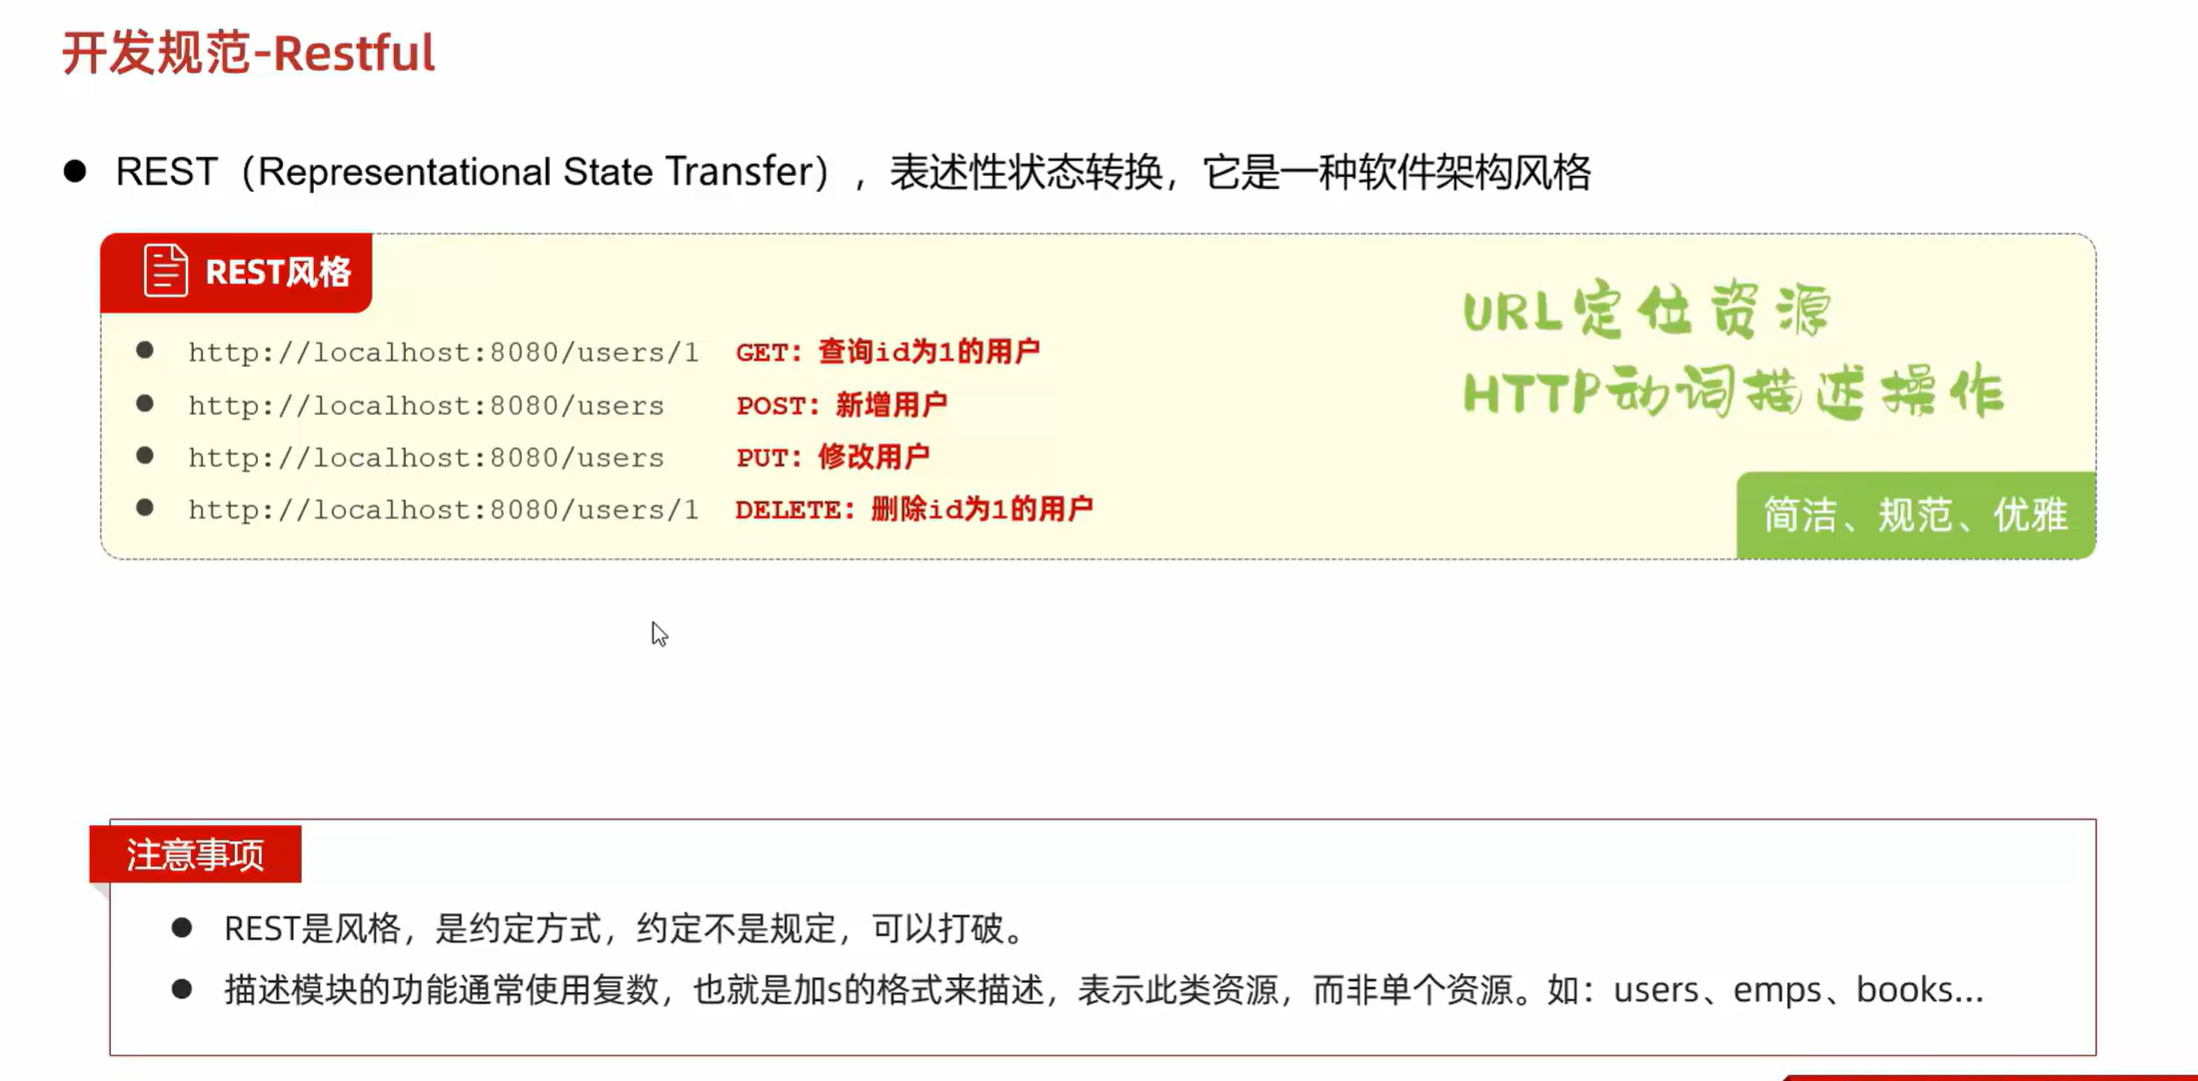 开发规范-Restful
● REST（Representational State Transfer），表述性状态转换，它是一种软件架构风格
REST风格
● http://localhost:8080/users/1 GET：查询id为1的用户
● http://localhost:8080/users POST：新增用户
● http://localhost:8080/users PUT：修改用户
● http://localhost:8080/users/1 DELETE：删除id为1的用户
URL定位资源
HTTP动词描述操作
简洁、规范、优雅
注意事项
● REST是风格，是约定方式，约定不是规定，可以打破。
● 描述模块的功能通常使用复数，也就是加s的格式来描述，表示此类资源，而非单个资源。如：users、emps、books…